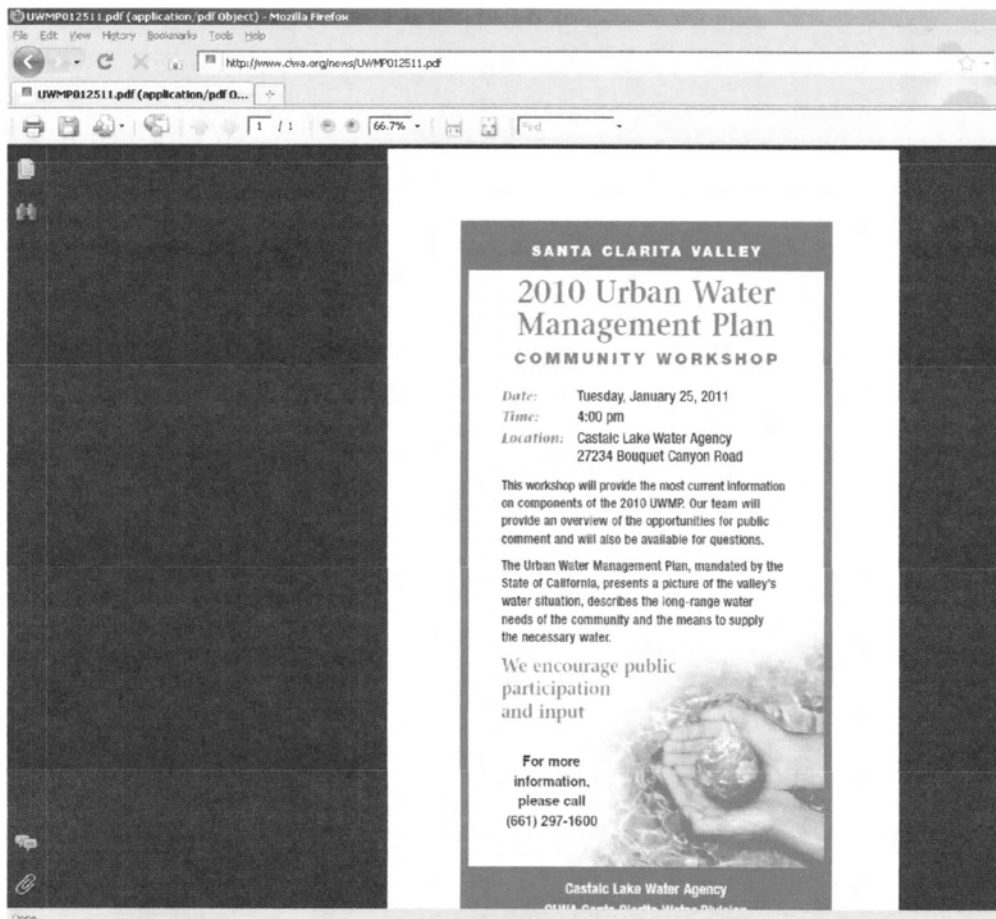 UWMP012511.pdf (application/pdf Object) - Mozilla Firefox
File Edit View History Bookmarks Tools Help
http://www.clwa.org/news/UWMP012511.pdf
UWMP012511.pdf (application/pdf O...
1 / 1 66.7% Find
SANTA CLARITA VALLEY
2010 Urban Water
Management Plan
COMMUNITY WORKSHOP
Date: Tuesday, January 25, 2011
Time: 4:00 pm
Location: Castaic Lake Water Agency
27234 Bouquet Canyon Road
This workshop will provide the most current information
on components of the 2010 UWMP. Our team will
provide an overview of the opportunities for public
comment and will also be available for questions.
The Urban Water Management Plan, mandated by the
State of California, presents a picture of the valley's
water situation, describes the long-range water
needs of the community and the means to supply
the necessary water.
We encourage public
participation
and input
For more
information,
please call
(661) 297-1600
Castaic Lake Water Agency
CLWA Santa Clarita Water Division
Done